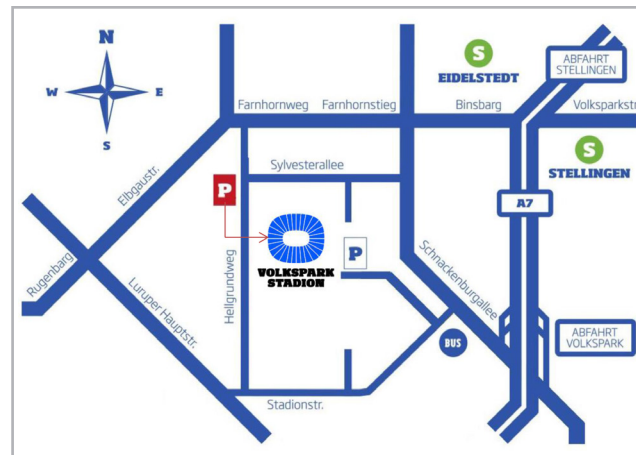 N
W
E
S
S
EIDELSTEDT
ABFAHRT
STELLINGEN
Farnhornweg
Farnhornstieg
Binsbarg
Volksparkstr
S
STELLINGEN
Elbgaustr.
Sylvesterallee
P
A7
P
VOLKSPARK
STADION
Hellgrundweg
Schnackenburgallee
Rugenbarg
Luruper Hauptstr.
BUS
ABFAHRT
VOLKSPARK
Stadionstr.